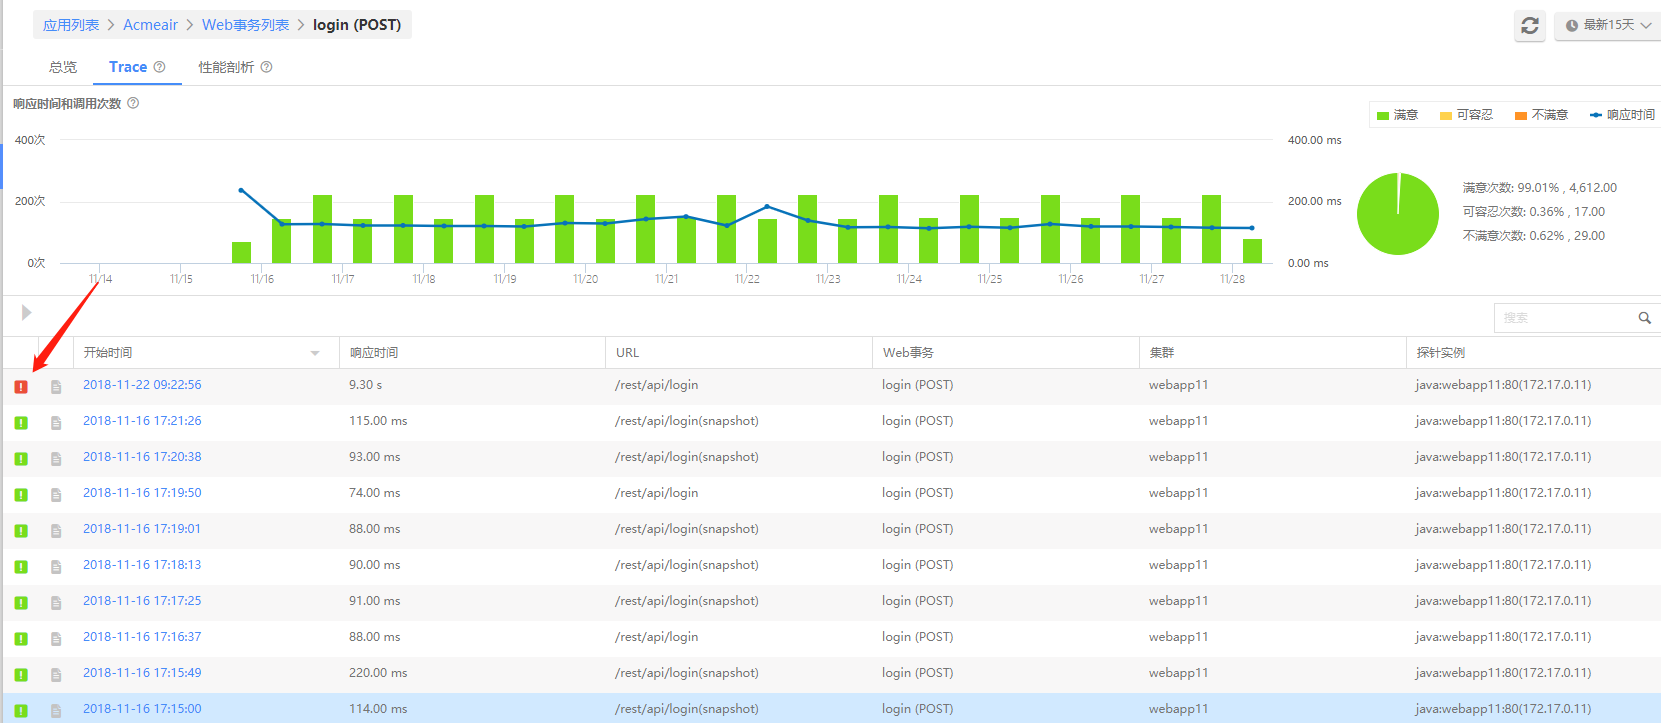 应用列表 > Acmeair > Web事务列表 > login (POST)
最新15天
总览 Trace ? 性能剖析 ?
响应时间和调用次数 ?
满意 可容忍 不满意 响应时间
400次 400.00 ms
200次 200.00 ms
0次 0.00 ms
满意次数: 99.01% , 4,612.00
可容忍次数: 0.36% , 17.00
不满意次数: 0.62% , 29.00
11/14 11/15 11/16 11/17 11/18 11/19 11/20 11/21 11/22 11/23 11/24 11/25 11/26 11/27 11/28
搜索
开始时间 响应时间 URL Web事务 集群 探针实例
2018-11-22 09:22:56 9.30 s /rest/api/login login (POST) webapp11 java:webapp11:80(172.17.0.11)
2018-11-16 17:21:26 115.00 ms /rest/api/login(snapshot) login (POST) webapp11 java:webapp11:80(172.17.0.11)
2018-11-16 17:20:38 93.00 ms /rest/api/login(snapshot) login (POST) webapp11 java:webapp11:80(172.17.0.11)
2018-11-16 17:19:50 74.00 ms /rest/api/login login (POST) webapp11 java:webapp11:80(172.17.0.11)
2018-11-16 17:19:01 88.00 ms /rest/api/login(snapshot) login (POST) webapp11 java:webapp11:80(172.17.0.11)
2018-11-16 17:18:13 90.00 ms /rest/api/login(snapshot) login (POST) webapp11 java:webapp11:80(172.17.0.11)
2018-11-16 17:17:25 91.00 ms /rest/api/login(snapshot) login (POST) webapp11 java:webapp11:80(172.17.0.11)
2018-11-16 17:16:37 88.00 ms /rest/api/login login (POST) webapp11 java:webapp11:80(172.17.0.11)
2018-11-16 17:15:49 220.00 ms /rest/api/login(snapshot) login (POST) webapp11 java:webapp11:80(172.17.0.11)
2018-11-16 17:15:00 114.00 ms /rest/api/login(snapshot) login (POST) webapp11 java:webapp11:80(172.17.0.11)